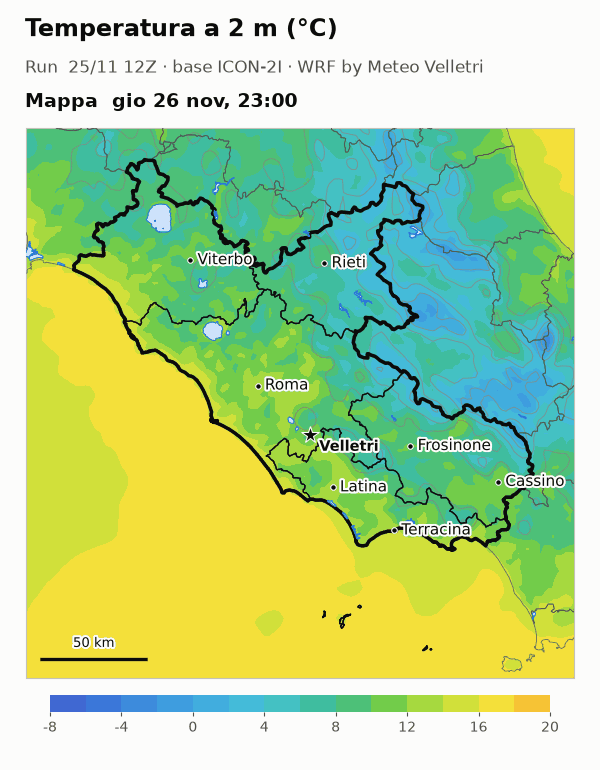 Temperatura a 2 m (°C)
Run  25/11 12Z · base ICON-2I · WRF by Meteo Velletri
Mappa  gio 26 nov, 23:00
Viterbo
Rieti
Roma
Velletri
Frosinone
Cassino
Latina
Terracina
50 km
-8 -4 0 4 8 12 16 20